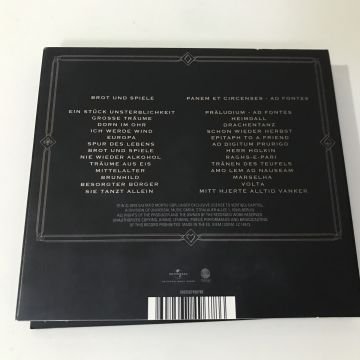 BROT UND SPIELE
EIN STÜCK UNSTERBLICHKEIT
GROSSE TRÄUME
DORN IM OHR
ICH WERDE WIND
EUROPA
SPUR DES LEBENS
BROT UND SPIELE
NIE WIEDER ALKOHOL
TRÄUME AUS EIS
MITTELALTER
BRUNHILD
BESORGTER BÜRGER
SIE TANZT ALLEIN
PANEM ET CIRCENSES - AD FONTES
PRÄLUDIUM - AD FONTES
HEIMDALL
DRACHENTANZ
SCHON WIEDER HERBST
EPITAPH TO A FRIEND
AD DIGITUM PRURIGO
HERR HOLKIN
RAGHS-E-PARI
TRÄNEN DES TEUFELS
AMO LEM AD NAUSEAM
MARSELHA
VOLTA
MITT HJERTE ALLTID VANKER